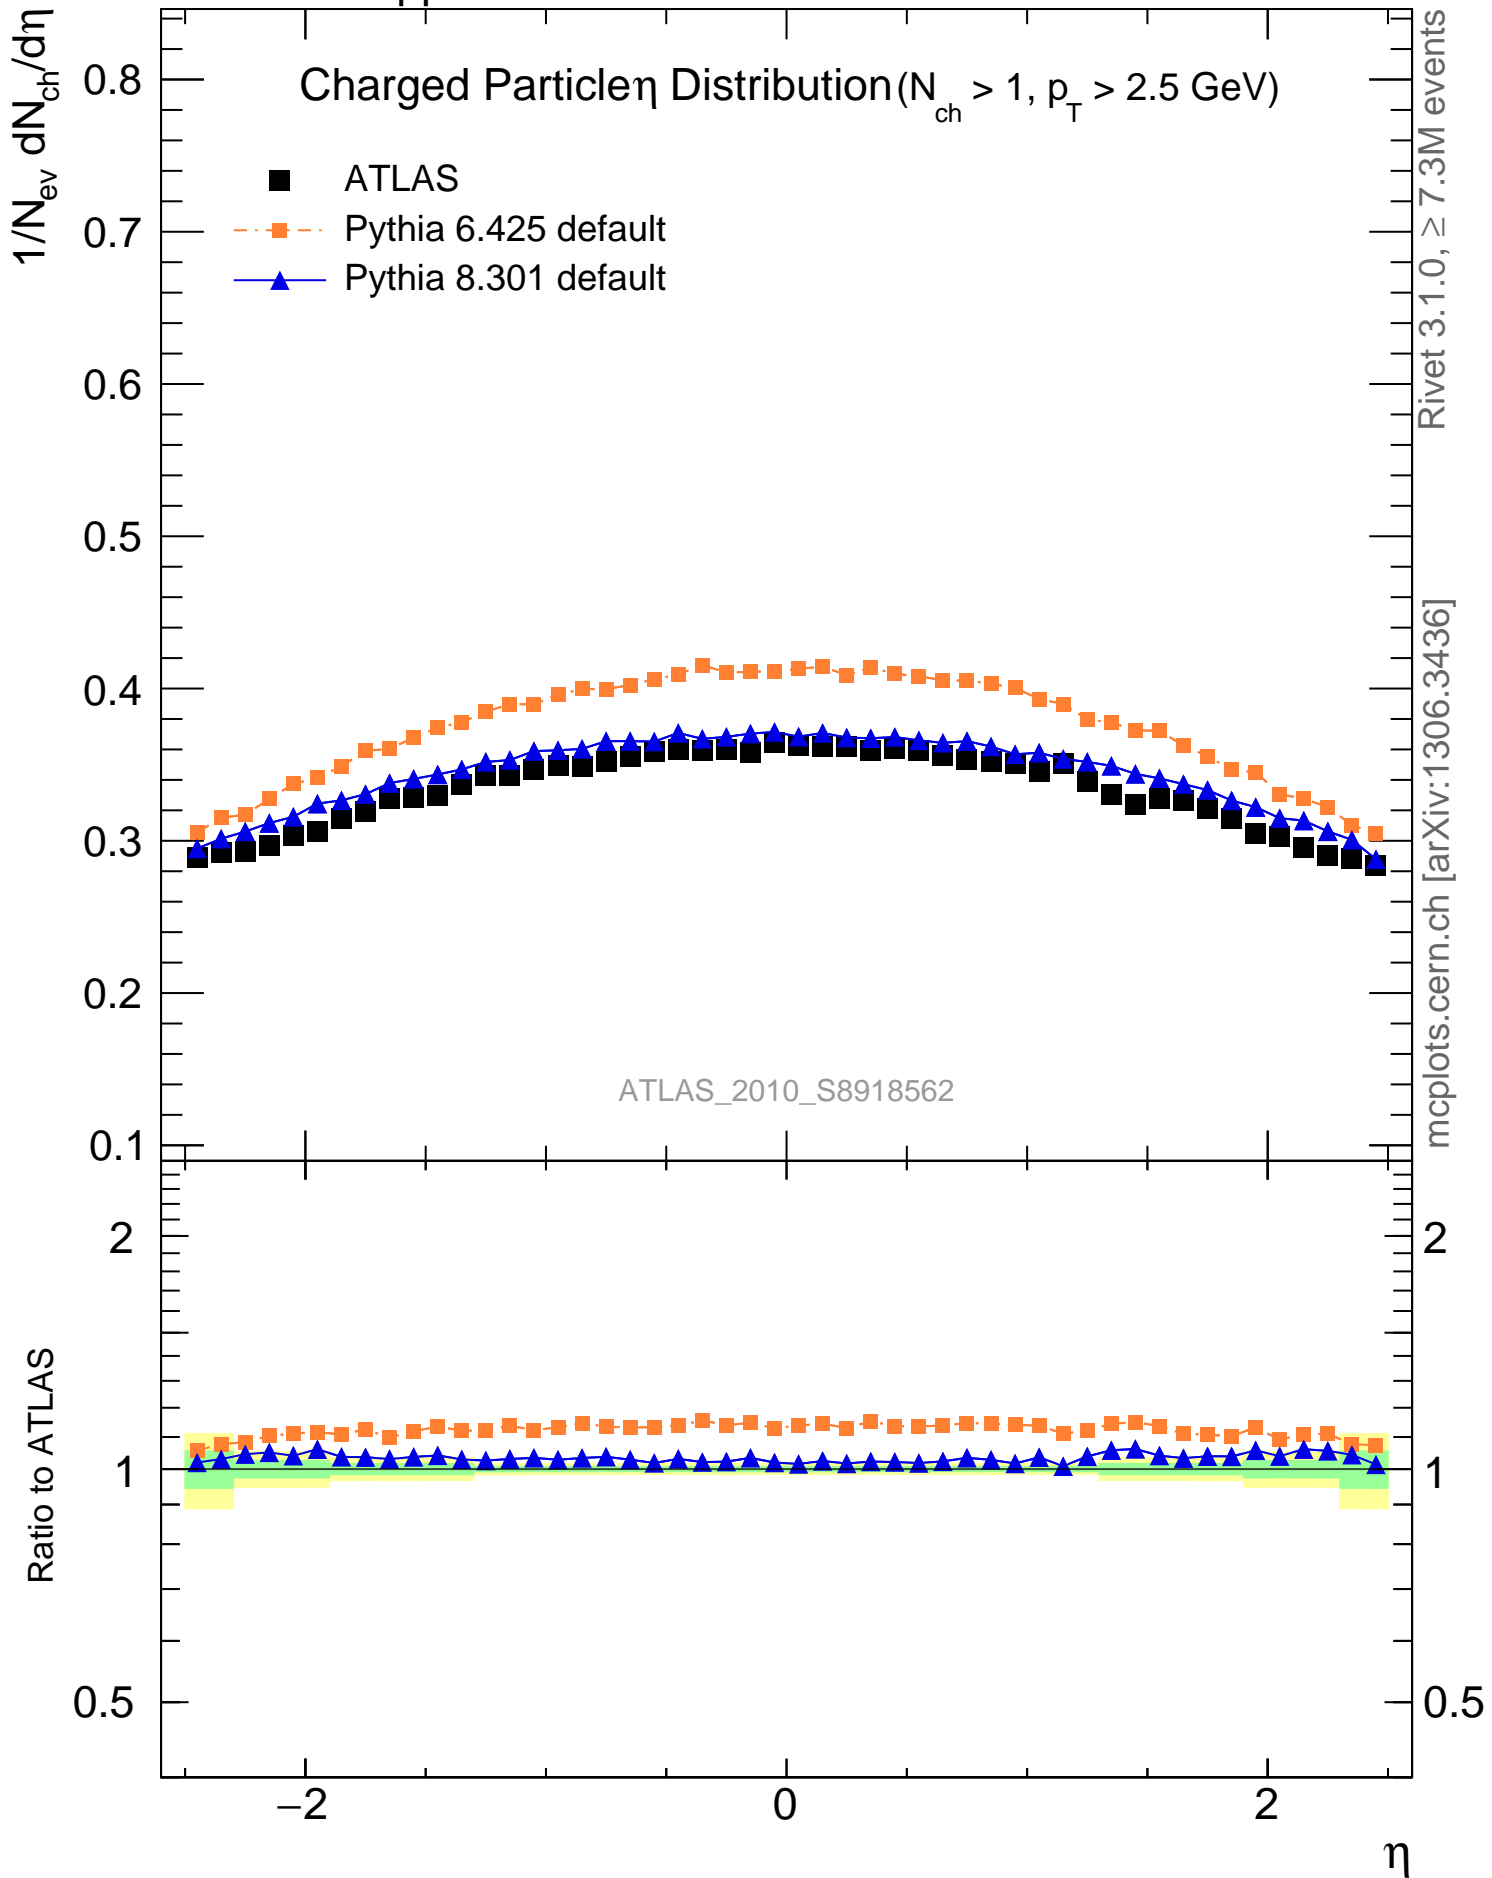 pp
1/N_ev dN_ch/dη
Charged Particle η Distribution (N_ch > 1, p_T > 2.5 GeV)
ATLAS
Pythia 6.425 default
Pythia 8.301 default
0.8
0.7
0.6
0.5
0.4
0.3
0.2
0.1
ATLAS_2010_S8918562
Rivet 3.1.0, ≥ 7.3M events
mcplots.cern.ch [arXiv:1306.3436]
Ratio to ATLAS
2
1
0.5
2
1
0.5
−2
0
2
η